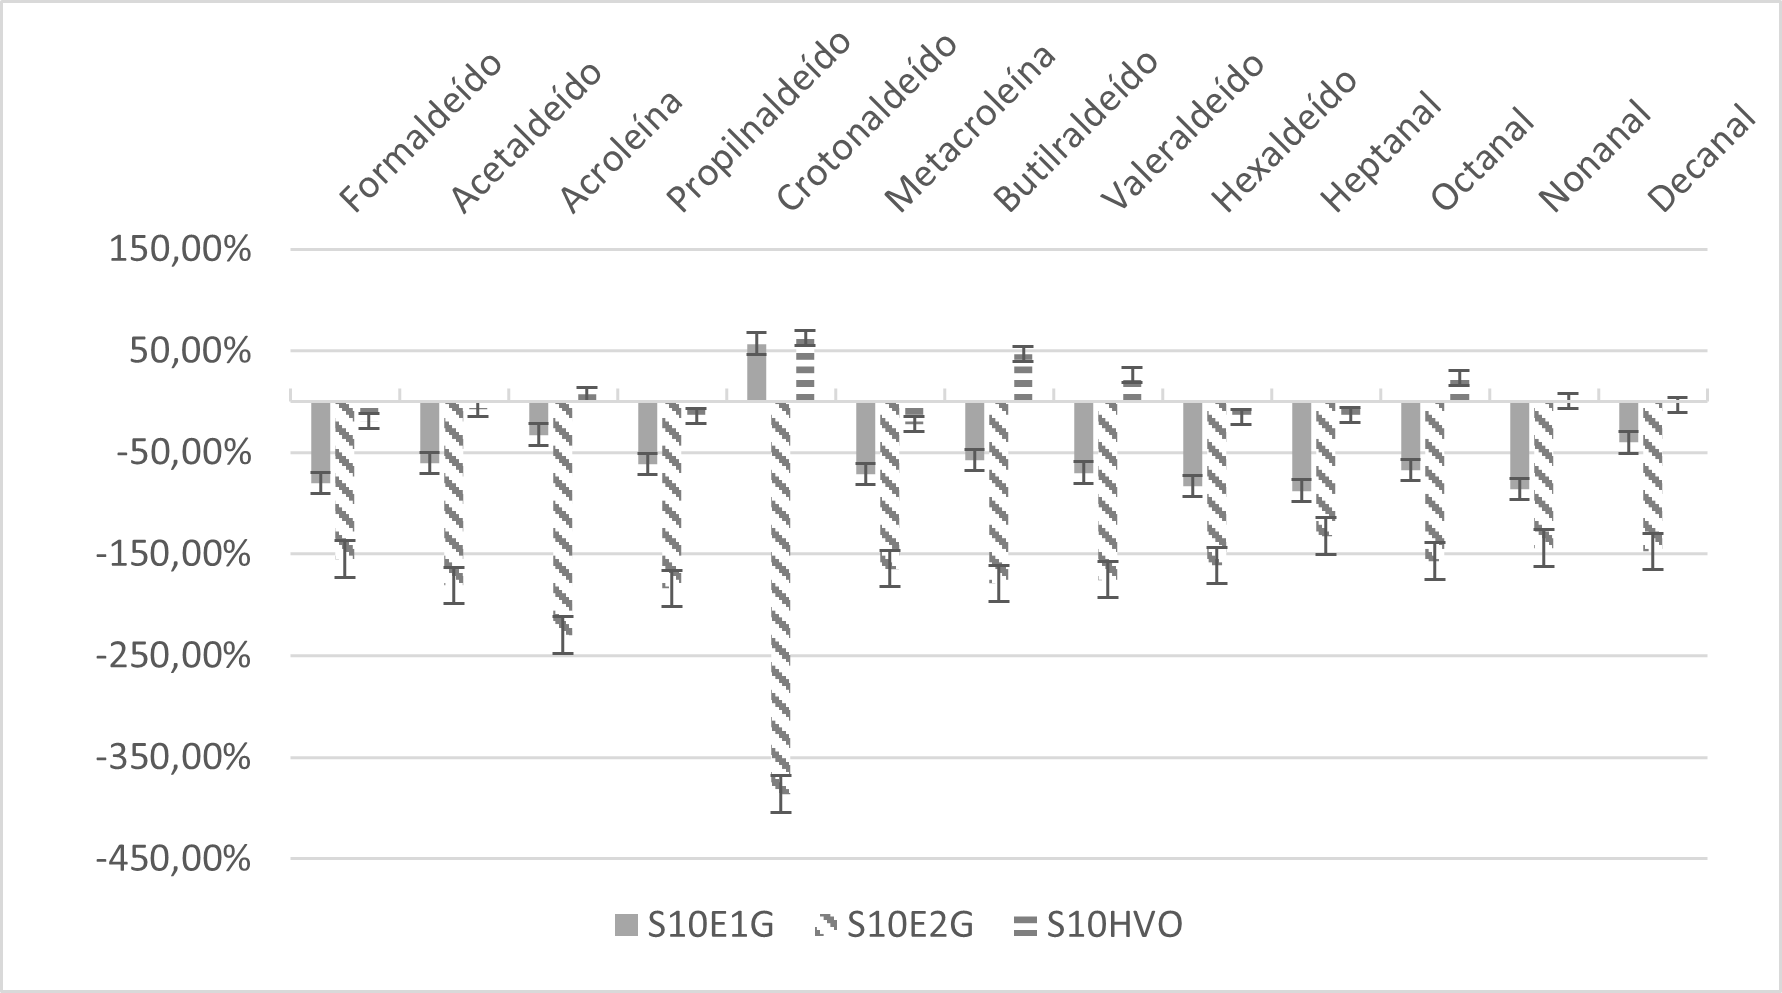 Formaldeído
Acetaldeído
Acroleína
Propilnaldeído
Crotonaldeído
Metacroleína
Butilraldeído
Valeraldeído
Hexaldeído
Heptanal
Octanal
Nonanal
Decanal
150,00%
50,00%
-50,00%
-150,00%
-250,00%
-350,00%
-450,00%
S10E1G S10E2G S10HVO